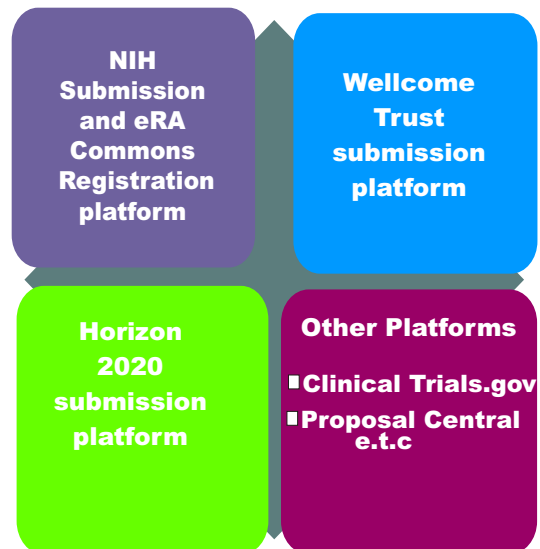 NIH
Submission
and eRA
Commons
Registration
platform
Wellcome
Trust
submission
platform
Horizon
2020
submission
platform
Other Platforms
Clinical Trials.gov
Proposal Central
e.t.c